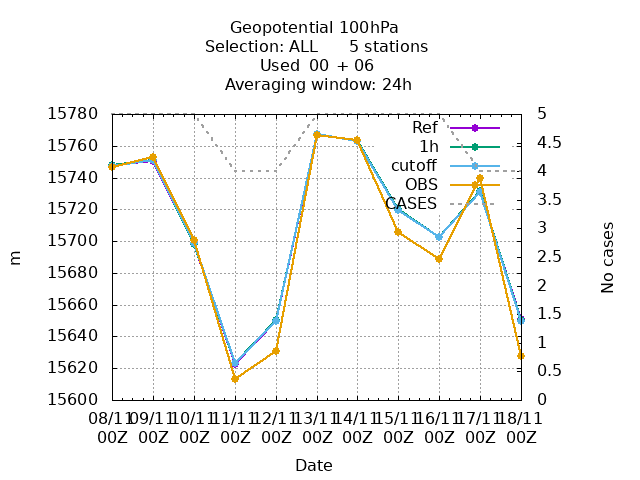 Geopotential 100hPa
Selection: ALL 5 stations
Used 00 + 06
Averaging window: 24h
15780
15760
15740
15720
15700
15680
15660
15640
15620
15600
m
5
4.5
4
3.5
3
2.5
2
1.5
1
0.5
0
No cases
Ref
1h
cutoff
OBS
CASES
08/11 09/11 10/11 11/11 12/11 13/11 14/11 15/11 16/11 17/11 18/11
00Z 00Z 00Z 00Z 00Z 00Z 00Z 00Z 00Z 00Z 00Z
Date